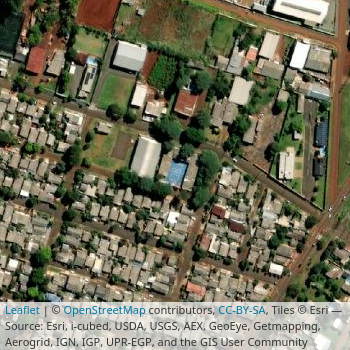 Leaflet | © OpenStreetMap contributors, CC-BY-SA, Tiles © Esri —
Source: Esri, i-cubed, USDA, USGS, AEX, GeoEye, Getmapping,
Aerogrid, IGN, IGP, UPR-EGP, and the GIS User Community